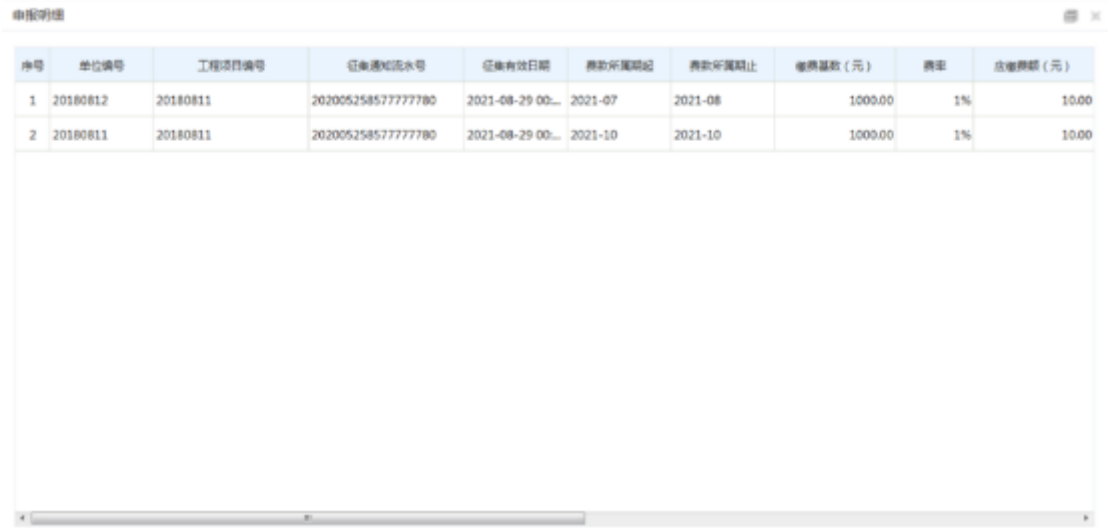 申报明细
序号 单位编号 工程项目编号 征集通知流水号 征集有效日期 费款所属期起 费款所属期止 缴费基数（元） 费率 应缴费额（元）
1 20180812 20180811 202005258577777780 2021-08-29 00:... 2021-07 2021-08 1000.00 1% 10.00
2 20180811 20180811 202005258577777780 2021-08-29 00:... 2021-10 2021-10 1000.00 1% 10.00